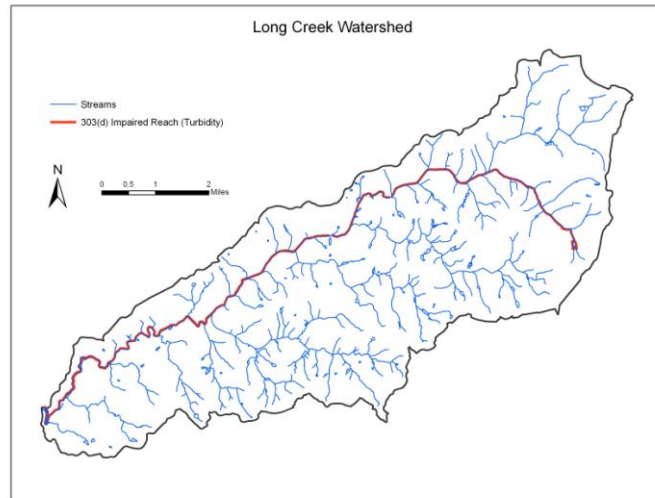 Long Creek Watershed
Streams
303(d) Impaired Reach (Turbidity)
N
0 0.5 1 2
Miles